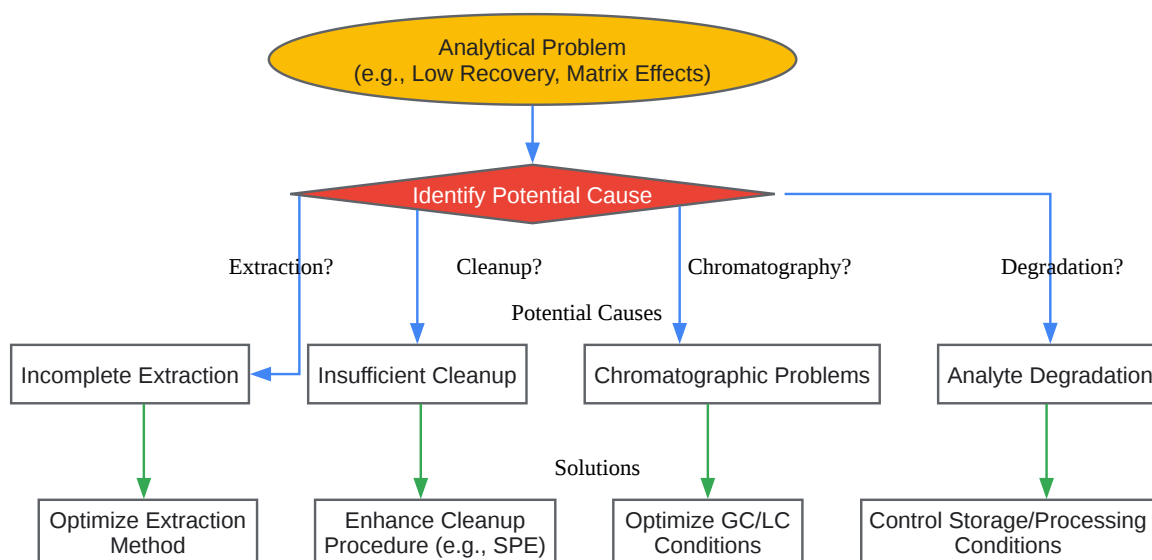 Analytical Problem
(e.g., Low Recovery, Matrix Effects)
Identify Potential Cause
Extraction?
Cleanup?
Chromatography?
Degradation?
Potential Causes
Incomplete Extraction
Insufficient Cleanup
Chromatographic Problems
Analyte Degradation
Solutions
Optimize Extraction
Method
Enhance Cleanup
Procedure (e.g., SPE)
Optimize GC/LC
Conditions
Control Storage/Processing
Conditions